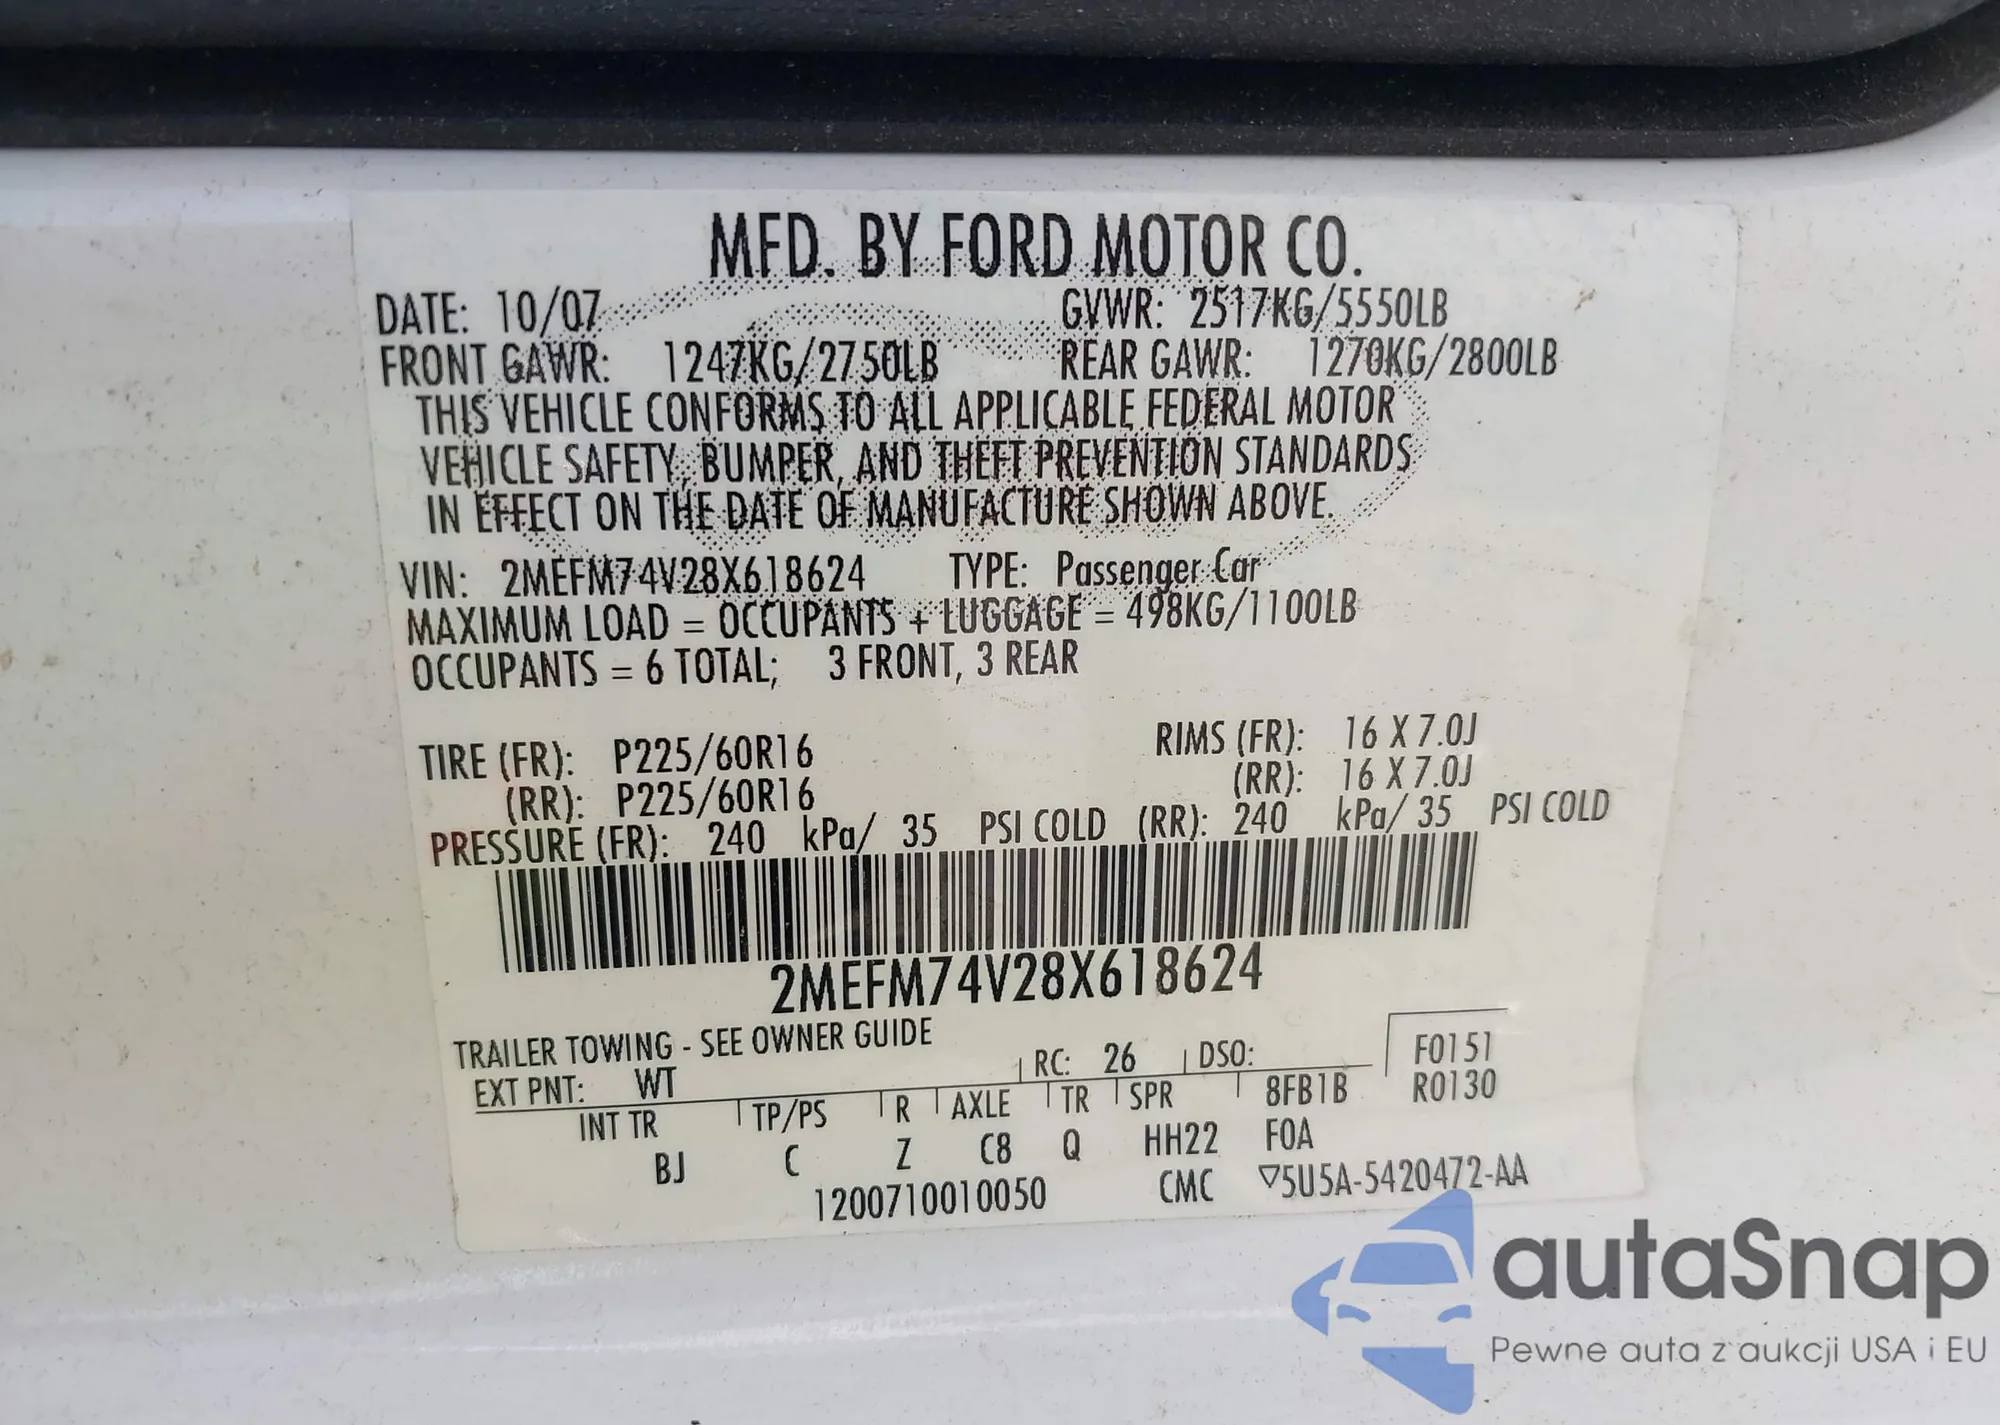 MFD. BY FORD MOTOR CO.
DATE: 10/07 GVWR: 2517KG/5550LB
FRONT GAWR: 1247KG/2750LB REAR GAWR: 1270KG/2800LB
THIS VEHICLE CONFORMS TO ALL APPLICABLE FEDERAL MOTOR
VEHICLE SAFETY, BUMPER, AND THEFT PREVENTION STANDARDS
IN EFFECT ON THE DATE OF MANUFACTURE SHOWN ABOVE.
VIN: 2MEFM74V28X618624 TYPE: Passenger Car
MAXIMUM LOAD = OCCUPANTS + LUGGAGE = 498KG/1100LB
OCCUPANTS = 6 TOTAL; 3 FRONT, 3 REAR
TIRE (FR): P225/60R16 RIMS (FR): 16 X 7.0J
(RR): P225/60R16 (RR): 16 X 7.0J
PRESSURE (FR): 240 kPa/ 35 PSI COLD (RR): 240 kPa/ 35 PSI COLD
2MEFM74V28X618624
TRAILER TOWING - SEE OWNER GUIDE
EXT PNT: WT RC: 26 DSO: F0151
INT TR TP/PS R AXLE TR SPR 8FB1B R0130
BJ C Z C8 Q HH22 F0A
1200710010050 CMC ▽5U5A-5420472-AA
autaSnap
Pewne auta z aukcji USA i EU